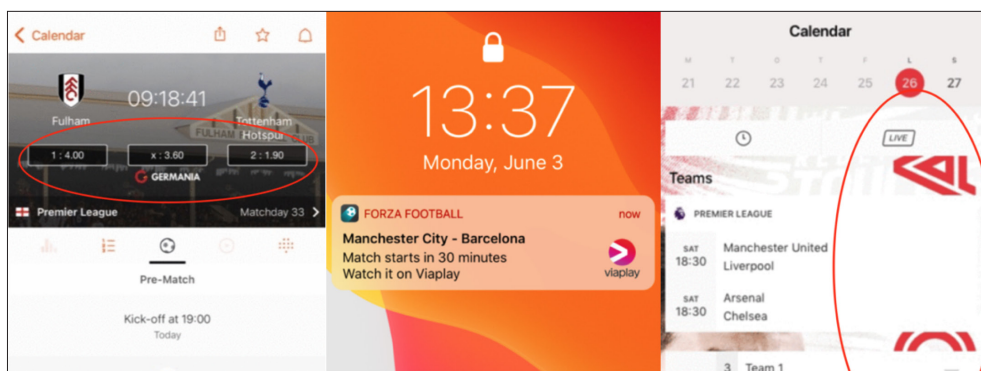 Calendar
09:18:41
Fulham
Tottenham
Hotspur
FULHAM
CLUB
1 : 4.00
x : 3.60
2 : 1.90
GERMANIA
Premier League
Matchday 33
Pre-Match
Kick-off at 19:00
Today
13:37
Monday, June 3
FORZA FOOTBALL
now
Manchester City - Barcelona
Match starts in 30 minutes
Watch it on Viaplay
viaplay
Calendar
M T O T F L S
21 22 23 24 25 26 27
LIVE
Teams
PREMIER LEAGUE
SAT
18:30
Manchester United
Liverpool
SAT
18:30
Arsenal
Chelsea
3 Team 1